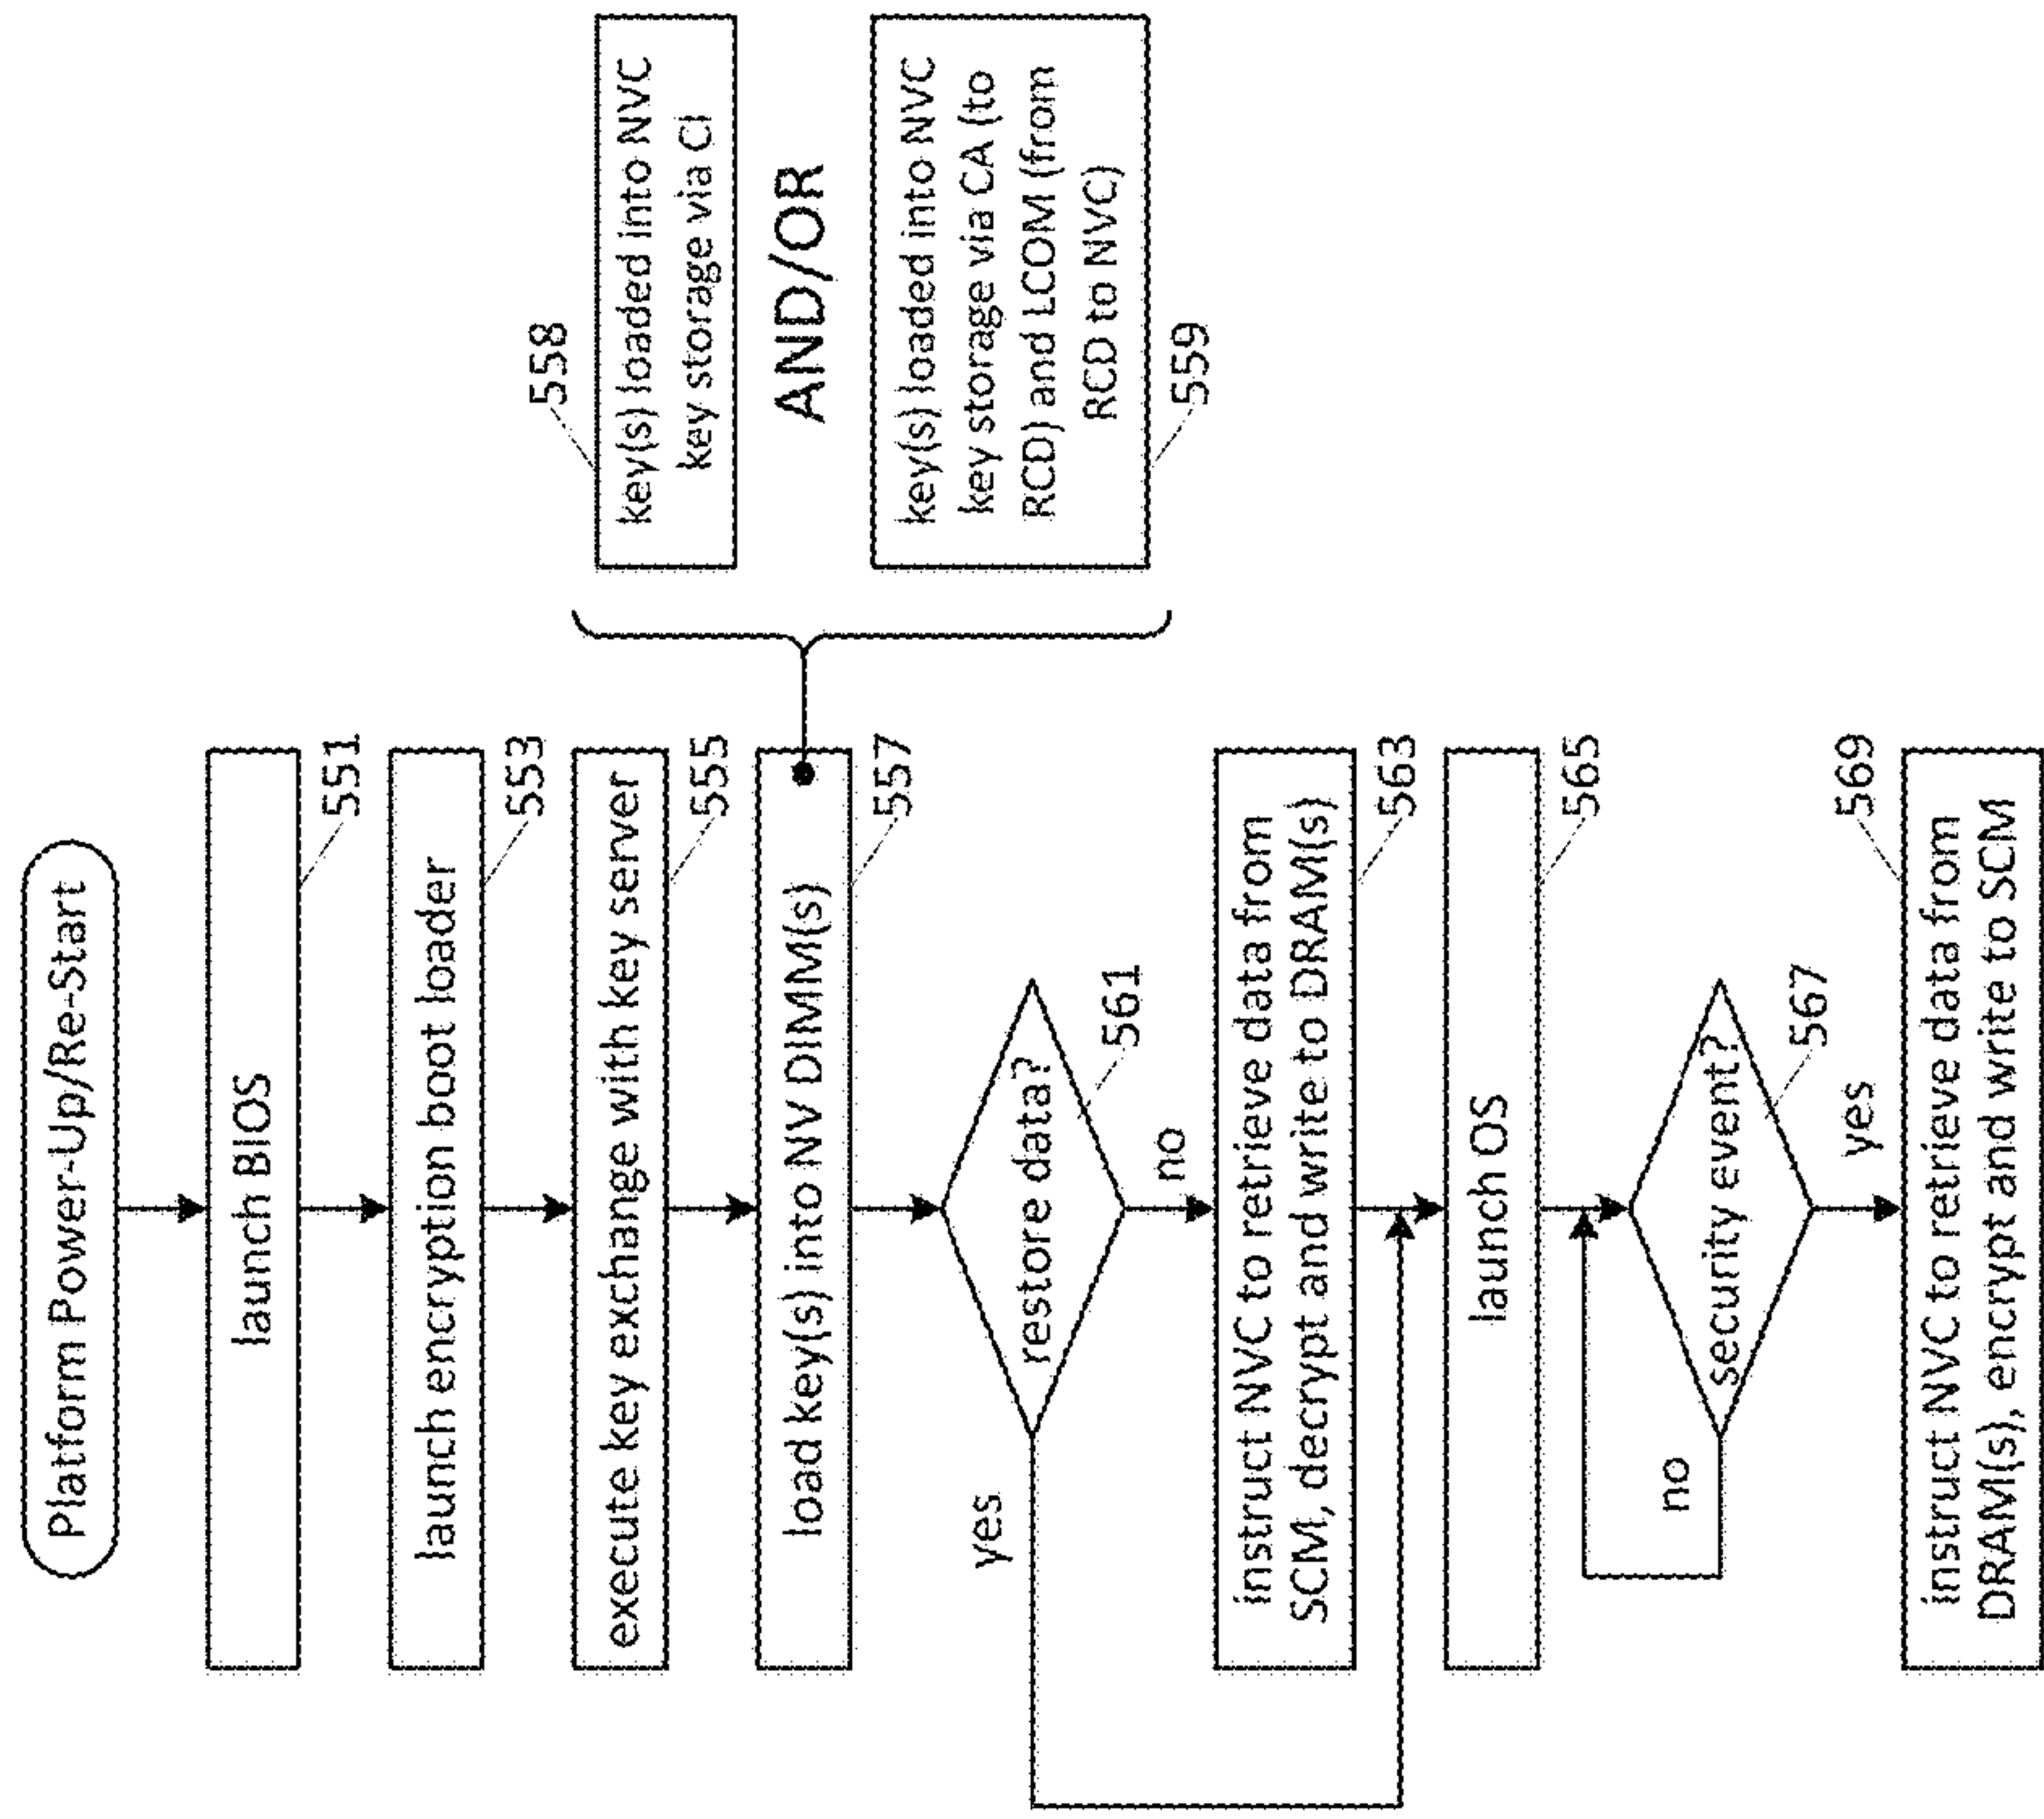 Platform Power-Up/Re-Start
launch BIOS
551
launch encryption boot loader
553
execute key exchange with key server
555
load key(s) into NV DIMM(s)
557
558
key(s) loaded into NVC
key storage via CI
AND/OR
key(s) loaded into NVC
key storage via CA (to
RCD) and LCOM (from
RCD to NVC)
559
restore data?
561
yes
no
instruct NVC to retrieve data from
SCM, decrypt and write to DRAM(s)
563
launch OS
565
security event?
567
no
yes
569
instruct NVC to retrieve data from
DRAM(s), encrypt and write to SCM